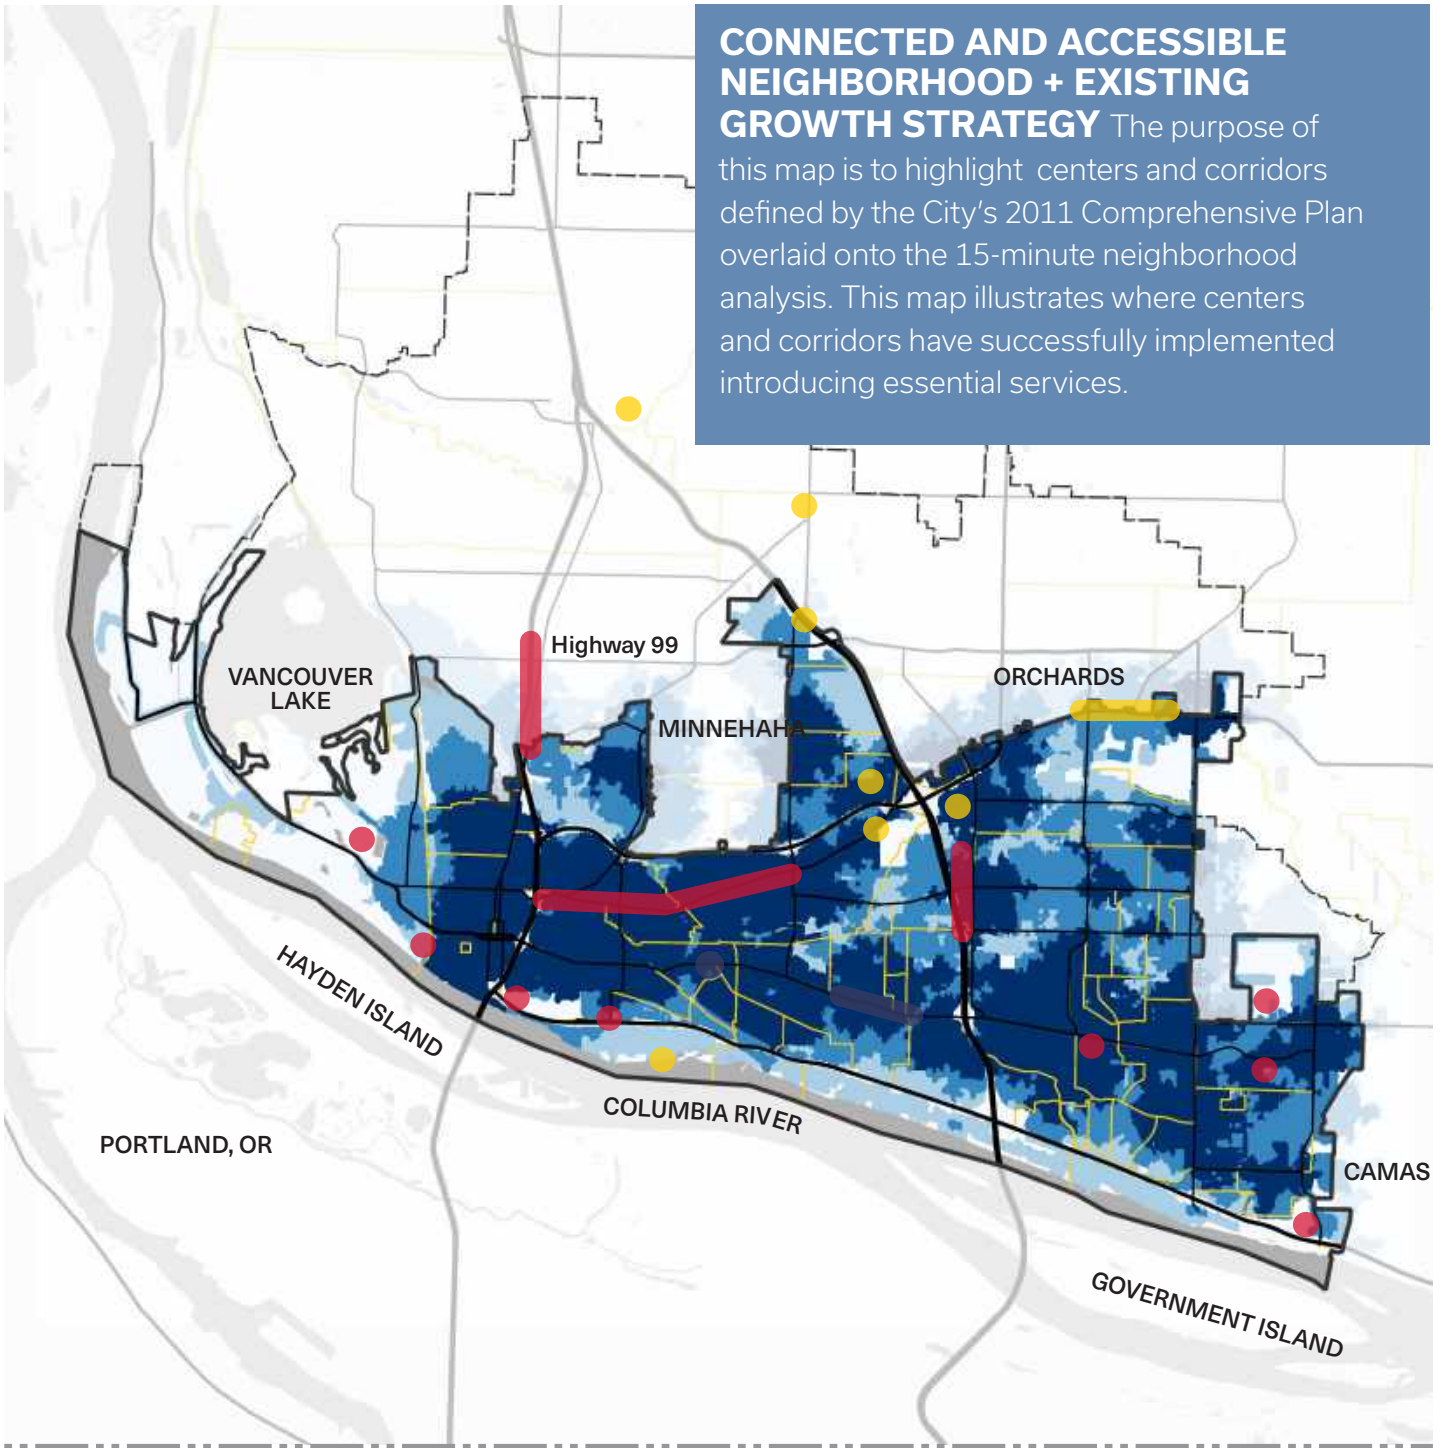 CONNECTED AND ACCESSIBLE
NEIGHBORHOOD + EXISTING
GROWTH STRATEGY The purpose of
this map is to highlight centers and corridors
defined by the City's 2011 Comprehensive Plan
overlaid onto the 15-minute neighborhood
analysis. This map illustrates where centers
and corridors have successfully implemented
introducing essential services.
Highway 99
VANCOUVER
LAKE
MINNEHAHA
ORCHARDS
HAYDEN ISLAND
COLUMBIA RIVER
PORTLAND, OR
CAMAS
GOVERNMENT ISLAND